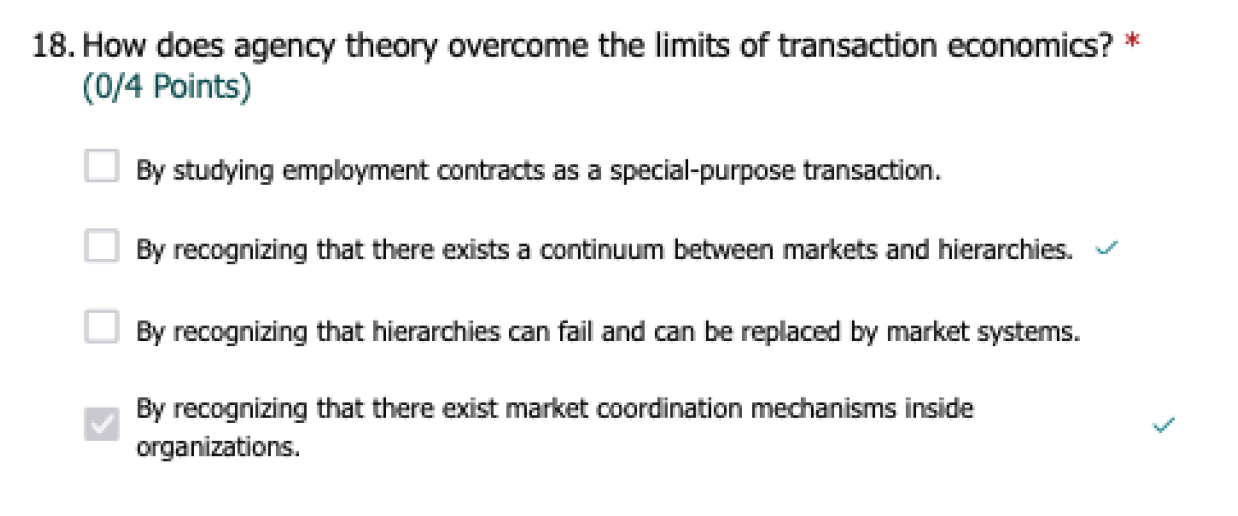 18. How does agency theory overcome the limits of transaction economics? *
(0/4 Points)
By studying employment contracts as a special-purpose transaction.
By recognizing that there exists a continuum between markets and hierarchies.
By recognizing that hierarchies can fail and can be replaced by market systems.
By recognizing that there exist market coordination mechanisms inside
organizations.